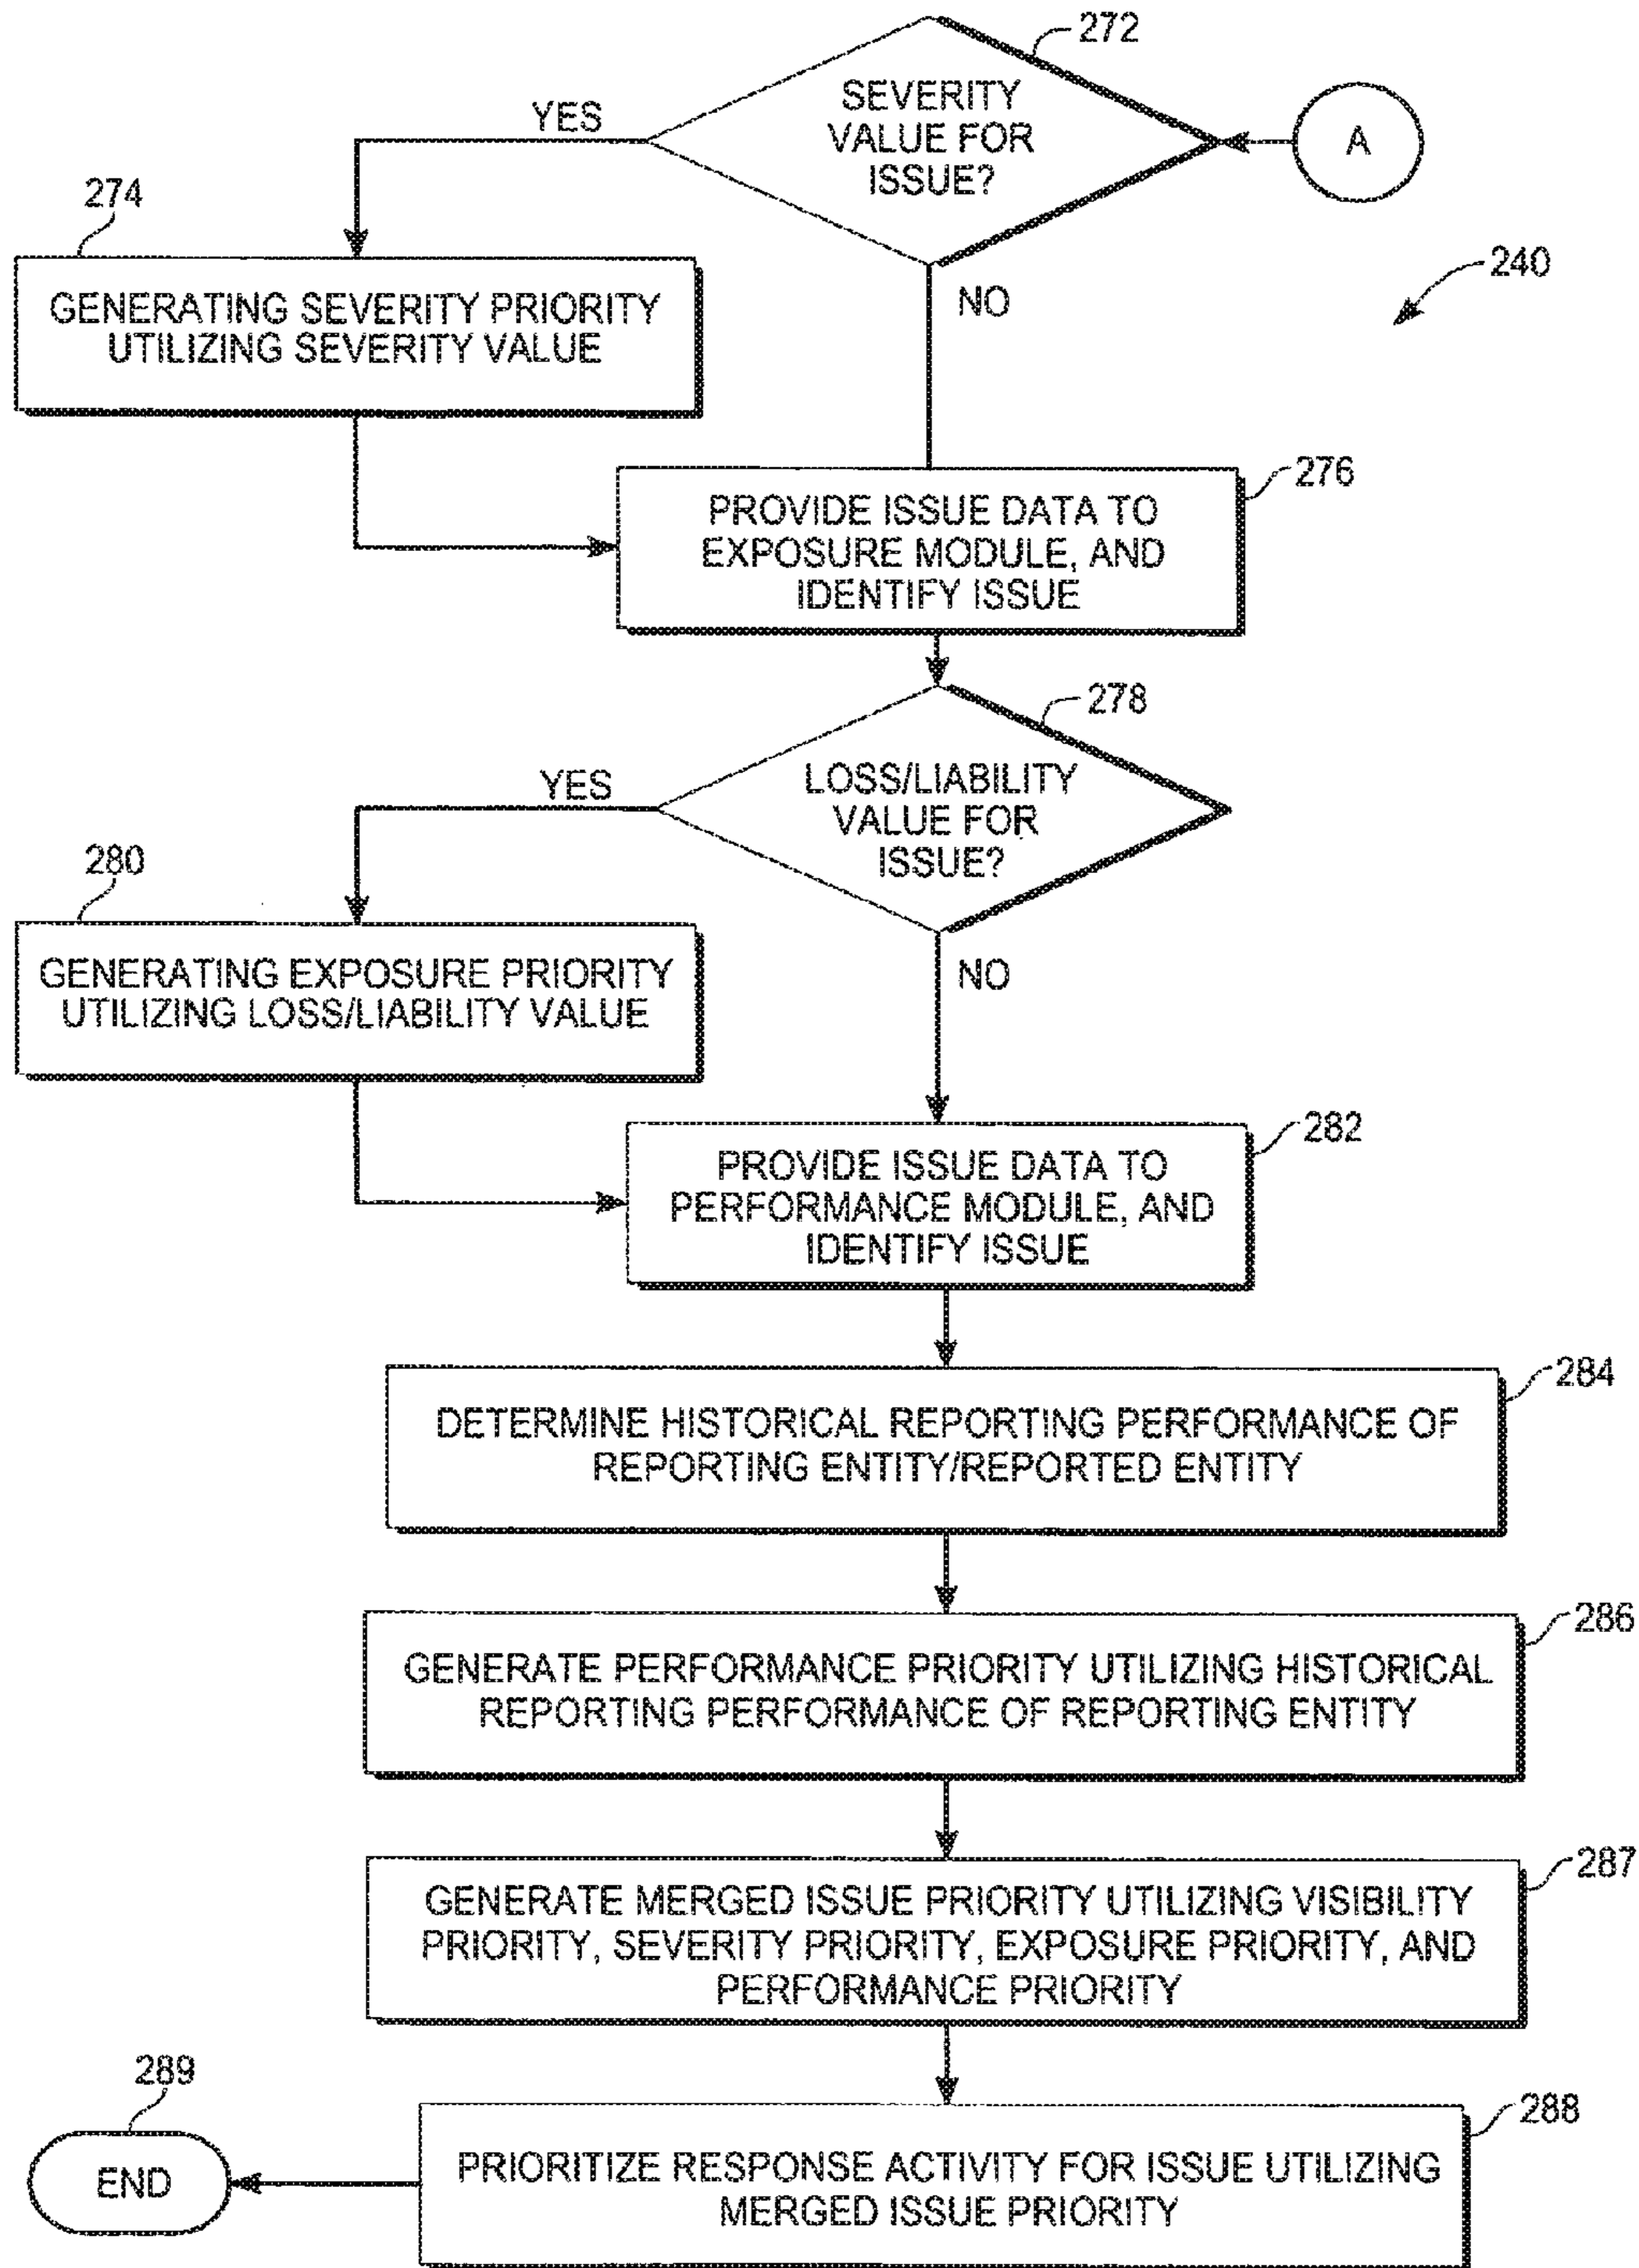 272
SEVERITY
VALUE FOR
ISSUE?
A
YES
274
240
GENERATING SEVERITY PRIORITY
UTILIZING SEVERITY VALUE
NO
276
PROVIDE ISSUE DATA TO
EXPOSURE MODULE, AND
IDENTIFY ISSUE
278
LOSS/LIABILITY
VALUE FOR
ISSUE?
YES
280
GENERATING EXPOSURE PRIORITY
UTILIZING LOSS/LIABILITY VALUE
NO
282
PROVIDE ISSUE DATA TO
PERFORMANCE MODULE, AND
IDENTIFY ISSUE
284
DETERMINE HISTORICAL REPORTING PERFORMANCE OF
REPORTING ENTITY/REPORTED ENTITY
286
GENERATE PERFORMANCE PRIORITY UTILIZING HISTORICAL
REPORTING PERFORMANCE OF REPORTING ENTITY
287
GENERATE MERGED ISSUE PRIORITY UTILIZING VISIBILITY
PRIORITY, SEVERITY PRIORITY, EXPOSURE PRIORITY, AND
PERFORMANCE PRIORITY
289
END
288
PRIORITIZE RESPONSE ACTIVITY FOR ISSUE UTILIZING
MERGED ISSUE PRIORITY